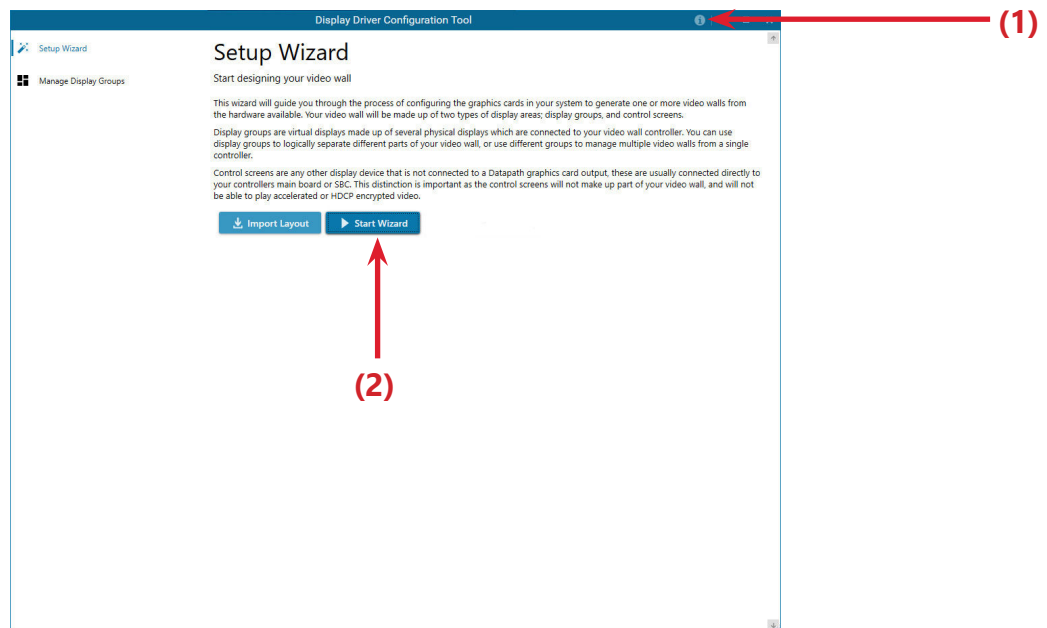 Display Driver Configuration Tool
(1)
Setup Wizard
Manage Display Groups
Setup Wizard
Start designing your video wall
This wizard will guide you through the process of configuring the graphics cards in your system to generate one or more video walls from
the hardware available. Your video wall will be made up of two types of display areas; display groups, and control screens.
Display groups are virtual displays made up of several physical displays which are connected to your video wall controller. You can use
display groups to logically separate different parts of your video wall, or use different groups to manage multiple video walls from a single
controller.
Control screens are any other display device that is not connected to a Datapath graphics card output, these are usually connected directly to
your controllers main board or SBC. This distinction is important as the control screens will not make up part of your video wall, and will not
be able to play accelerated or HDCP encrypted video.
Import Layout
Start Wizard
(2)